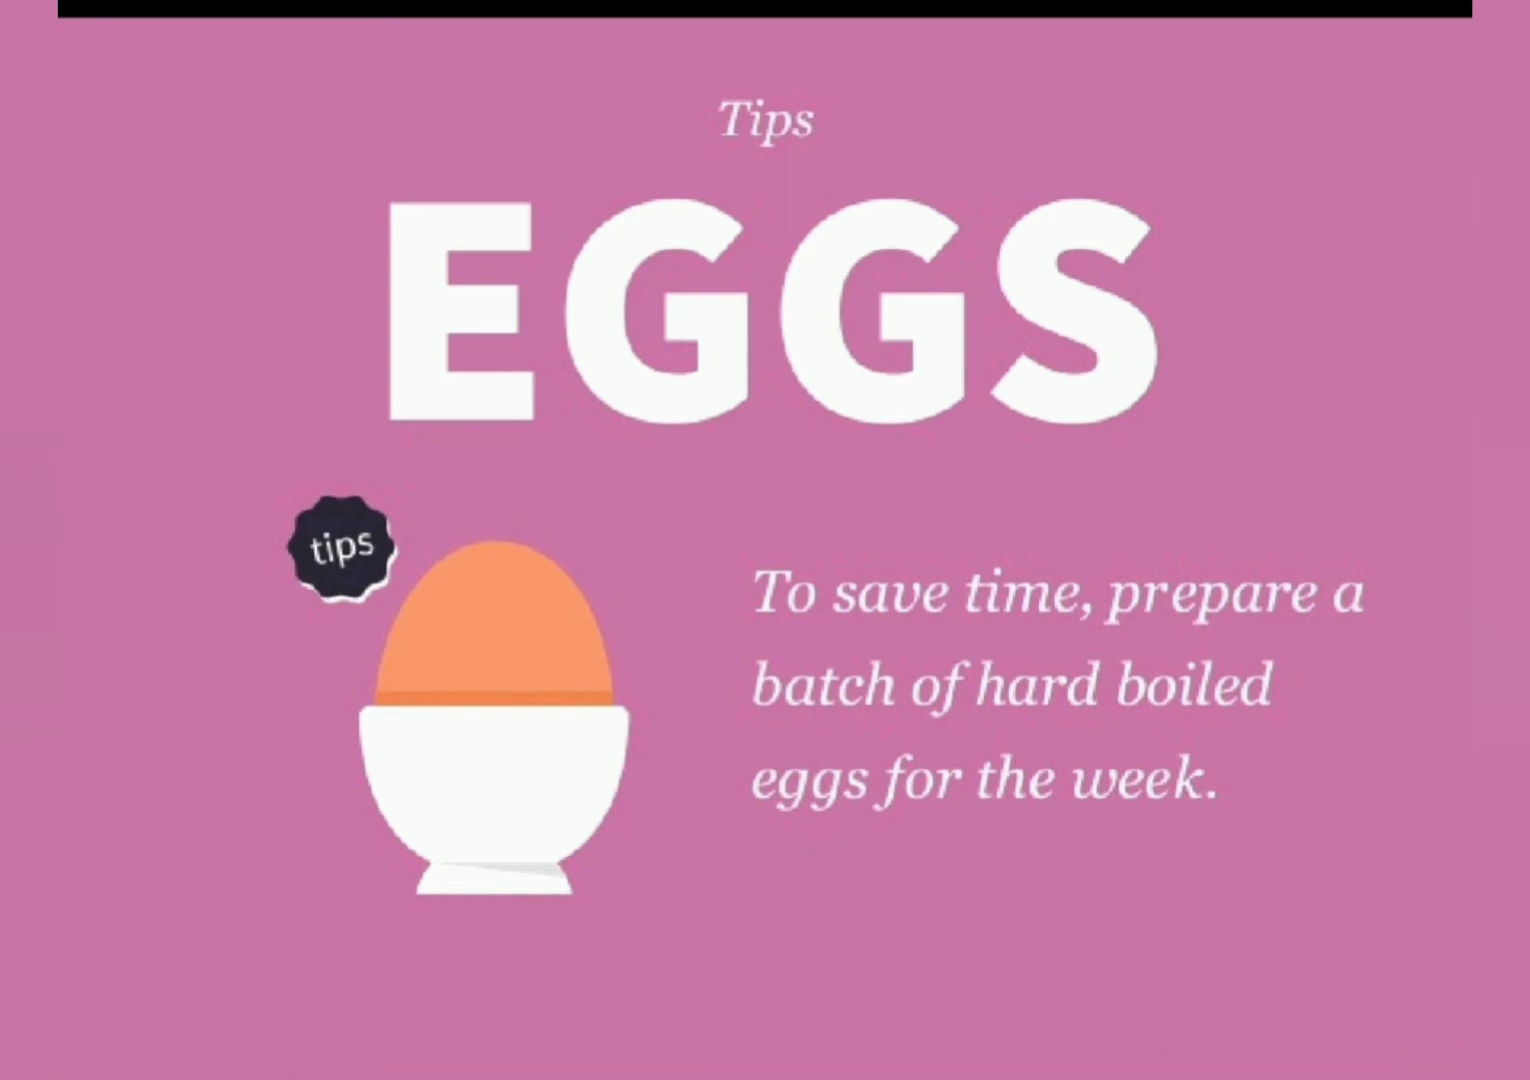 Tips
EGGS
tips
To save time, prepare a
batch of hard boiled
eggs for the week.